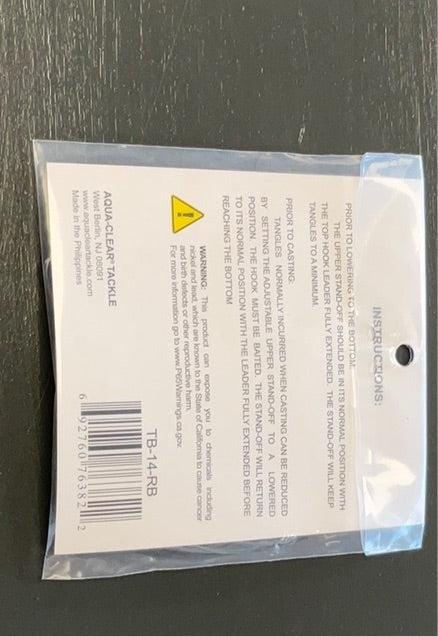 INSTRUCTIONS:
PRIOR TO LOWERING TO THE BOTTOM:
THE UPPER STAND-OFF SHOULD BE IN ITS NORMAL POSITION WITH
THE TOP HOOK LEADER FULLY EXTENDED. THE STAND-OFF WILL KEEP
TANGLES TO A MINIMUM.
PRIOR TO CASTING:
TANGLES NORMALLY INCURRED WHEN CASTING CAN BE REDUCED
BY SETTING THE ADJUSTABLE UPPER STAND-OFF TO A LOWERED
POSITION. THE HOOK MUST BE BAITED. THE STAND-OFF WILL RETURN
TO ITS NORMAL POSITION WITH THE LEADER FULLY EXTENDED BEFORE
REACHING THE BOTTOM
WARNING: This product can expose you to chemicals including
nickel and lead, which are known to the State of California to cause cancer
and birth defects or other reproductive harm.
For more information go to www.P65Warnings.ca.gov.
AQUA-CLEAR® TACKLE
West Berlin, NJ 08091
www.aquacleartackle.com
Made in the Philippines
TB-14-RB
6 92760 76382 2